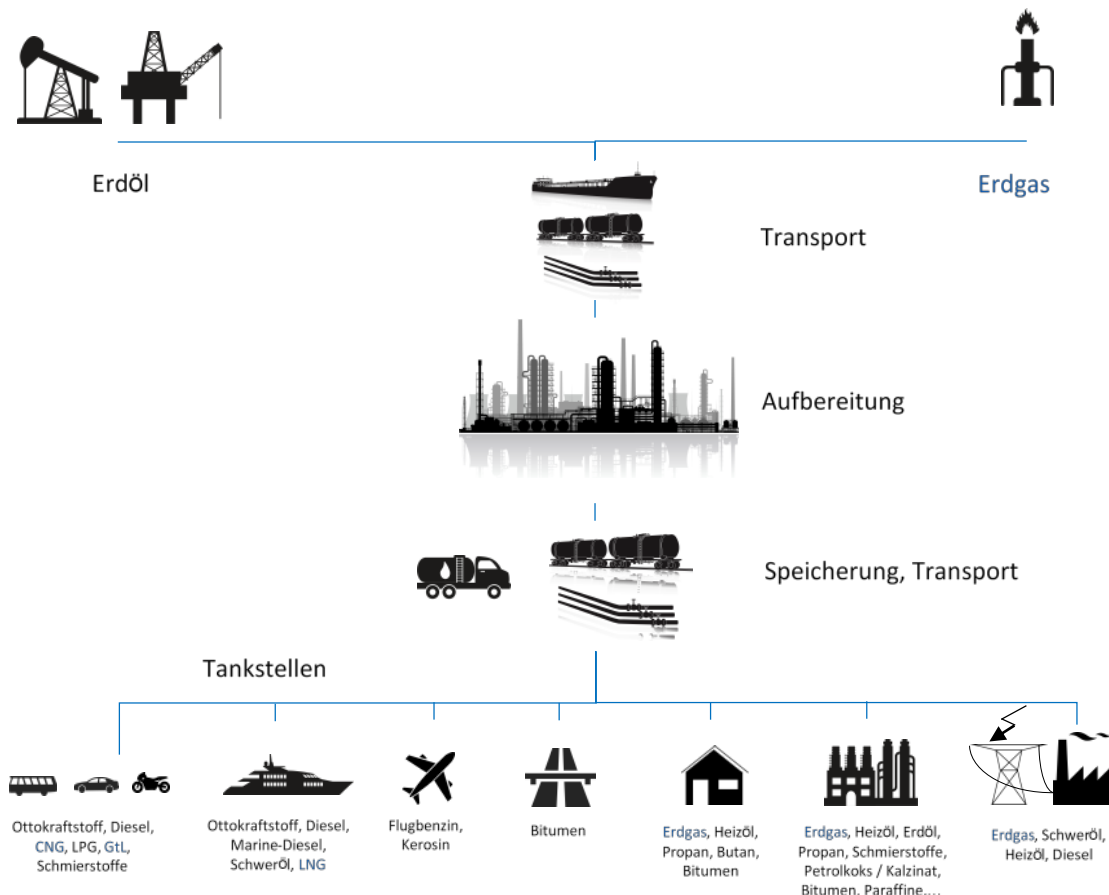 Erdöl
Erdgas
Transport
Aufbereitung
Speicherung, Transport
Tankstellen
Ottokraftstoff, Diesel,
CNG, LPG, GtL,
Schmierstoffe
Ottokraftstoff, Diesel,
Marine-Diesel,
Schweröl, LNG
Flugbenzin,
Kerosin
Bitumen
Erdgas, Heizöl,
Propan, Butan,
Bitumen
Erdgas, Heizöl, Erdöl,
Propan, Schmierstoffe,
Petrolkoks / Kalzinat,
Bitumen, Paraffine,...
Erdgas, Schweröl,
Heizöl, Diesel